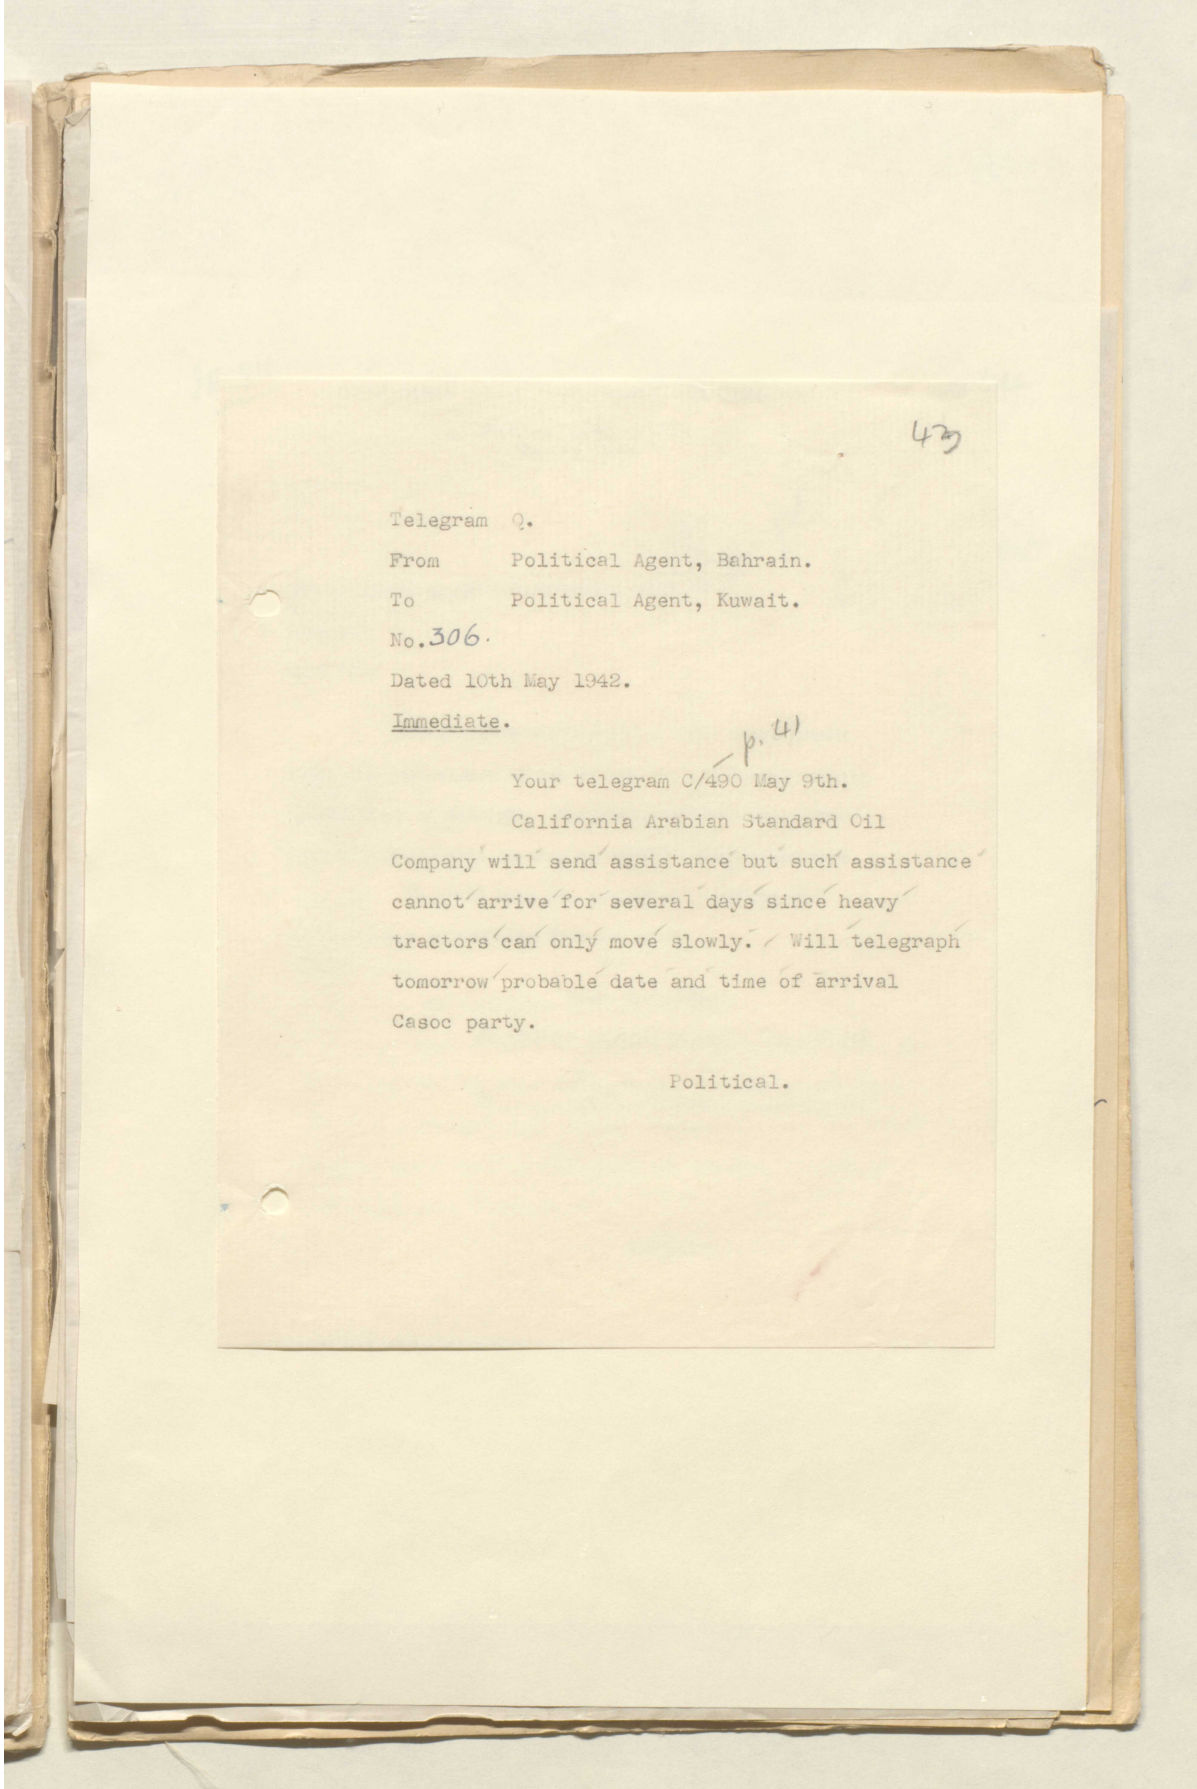 43
Telegram Q.
From Political Agent, Bahrain.
To Political Agent, Kuwait.
No.306.
Dated 10th May 1942.
Immediate.
p. 41
Your telegram C/490 May 9th.
California Arabian Standard Oil
Company will send assistance but such assistance
cannot arrive for several days since heavy
tractors can only move slowly. Will telegraph
tomorrow probable date and time of arrival
Casoc party.
Political.